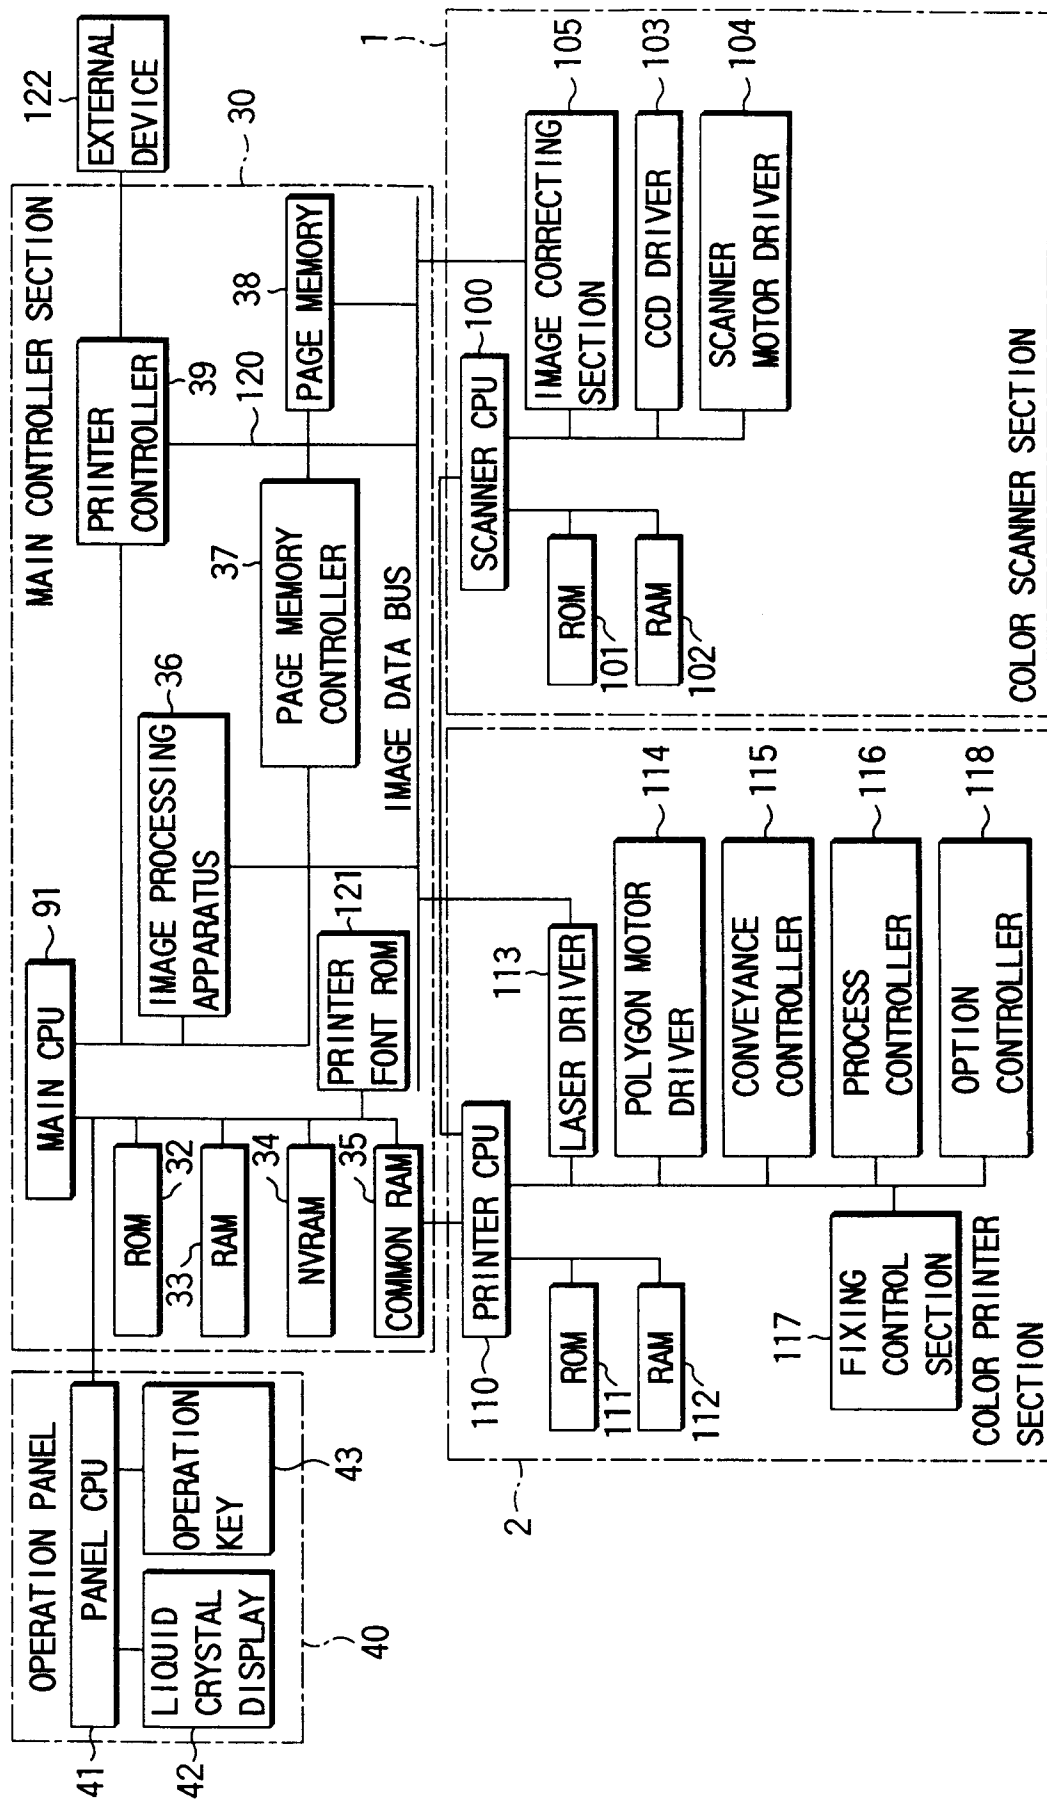 OPERATION PANEL
41
PANEL CPU
42
LIQUID
CRYSTAL
DISPLAY
OPERATION
KEY
43
40
MAIN CONTROLLER SECTION
30
MAIN CPU
91
ROM
32
33
RAM
34
NVRAM
35
COMMON RAM
PRINTER
FONT ROM
121
IMAGE PROCESSING
APPARATUS
36
37
PAGE MEMORY
CONTROLLER
38
PAGE MEMORY
PRINTER
CONTROLLER
39
120
IMAGE DATA BUS
122
EXTERNAL
DEVICE
2
110
PRINTER CPU
ROM
111
RAM
112
113
LASER DRIVER
POLYGON MOTOR
DRIVER
114
CONVEYANCE
CONTROLLER
115
PROCESS
CONTROLLER
116
117
FIXING
CONTROL
SECTION
OPTION
CONTROLLER
118
COLOR PRINTER
SECTION
1
SCANNER CPU
100
ROM
101
RAM
102
IMAGE CORRECTING
SECTION
105
CCD DRIVER
103
SCANNER
MOTOR DRIVER
104
COLOR SCANNER SECTION